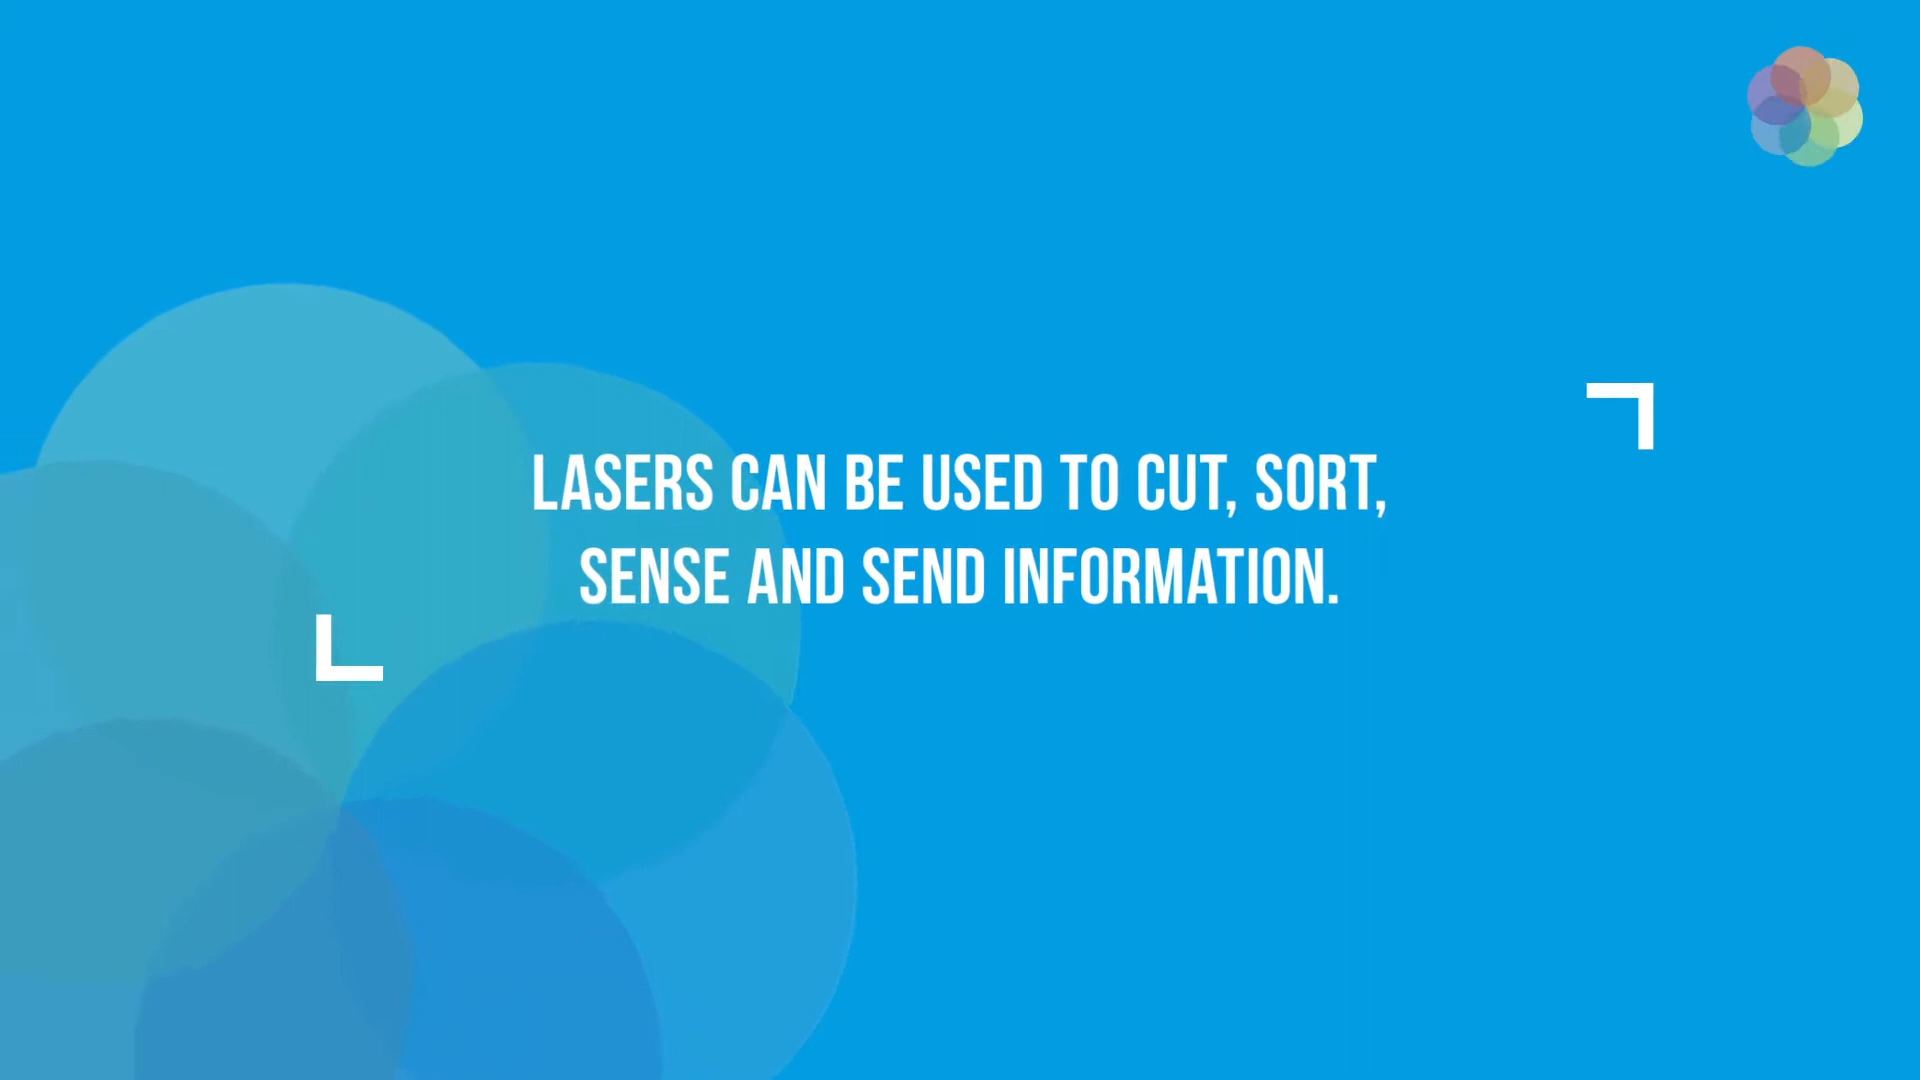 LASERS CAN BE USED TO CUT, SORT,
SENSE AND SEND INFORMATION.